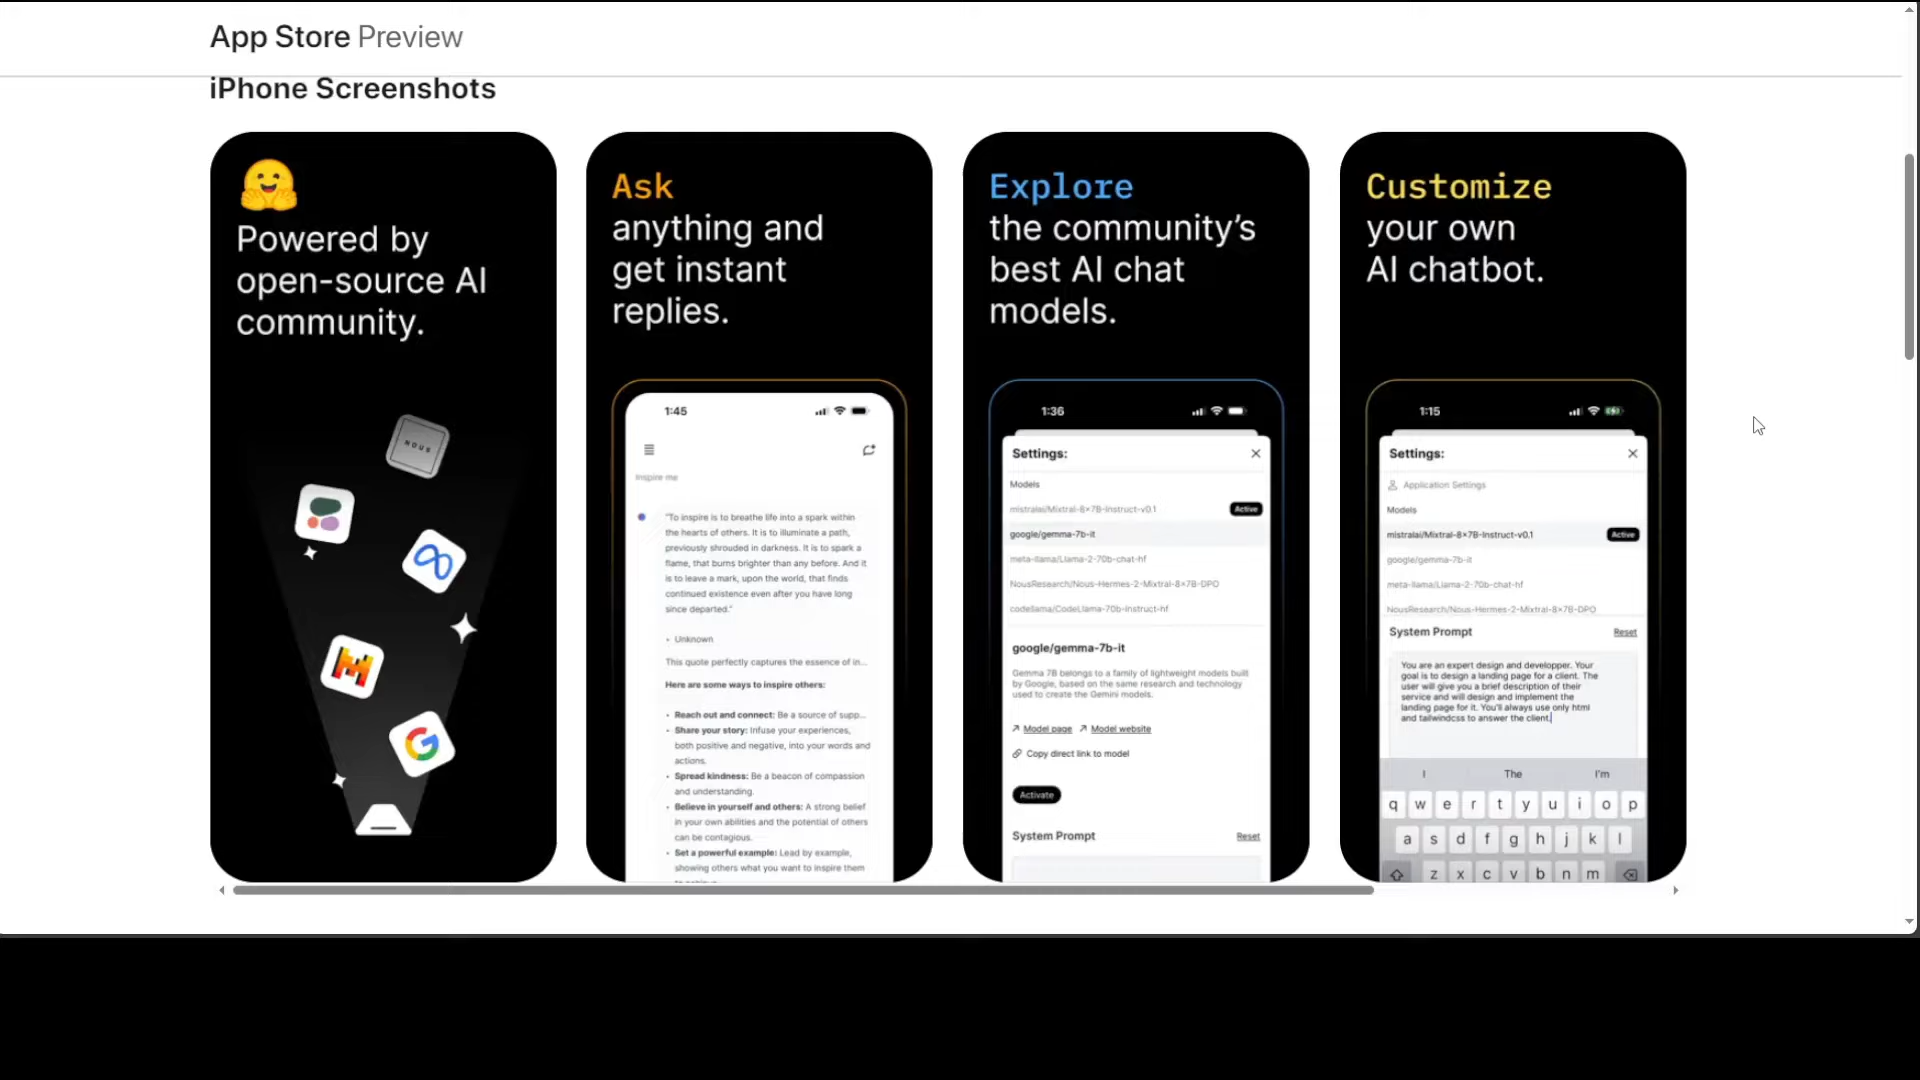 App Store Preview
iPhone Screenshots
Powered by
open-source AI
community.
NOUS
Ask
anything and
get instant
replies.
1:45
Inspire me
"To inspire is to breathe life into a spark within
the hearts of others. It is to illuminate a path,
previously shrouded in darkness. It is to spark a
flame, that burns brighter than any before. And it
is to leave a mark, upon the world, that finds
continued existence even after you have long
since departed."
• Unknown
This quote perfectly captures the essence of in...
Here are some ways to inspire others:
• Reach out and connect: Be a source of supp...
• Share your story: Infuse your experiences,
both positive and negative, into your words and
actions.
• Spread kindness: Be a beacon of compassion
and understanding.
• Believe in yourself and others: A strong belief
in your own abilities and the potential of others
can be contagious.
• Set a powerful example: Lead by example,
showing others what you want to inspire them
Explore
the community's
best AI chat
models.
1:36
Settings:
Models
mistralai/Mixtral-8x7B-Instruct-v0.1
Active
google/gemma-7b-it
meta-llama/Llama-2-70b-chat-hf
NousResearch/Nous-Hermes-2-Mixtral-8x7B-DPO
codellama/CodeLlama-70b-Instruct-hf
google/gemma-7b-it
Gemma 7B belongs to a family of lightweight models built
by Google, based on the same research and technology
used to create the Gemini models.
Model page Model website
Copy direct link to model
Activate
System Prompt Reset
Customize
your own
AI chatbot.
1:15
Settings:
Application Settings
Models
mistralai/Mixtral-8x7B-Instruct-v0.1
Active
google/gemma-7b-it
meta-llama/Llama-2-70b-chat-hf
NousResearch/Nous-Hermes-2-Mixtral-8x7B-DPO
System Prompt Reset
You are an expert design and developper. Your
goal is to design a landing page for a client. The
user will give you a brief description of their
service and will design and implement the
landing page for it. You'll always use only html
and tailwindcss to answer the client.
I The I'm
q w e r t y u i o p
a s d f g h j k l
z x c v b n m